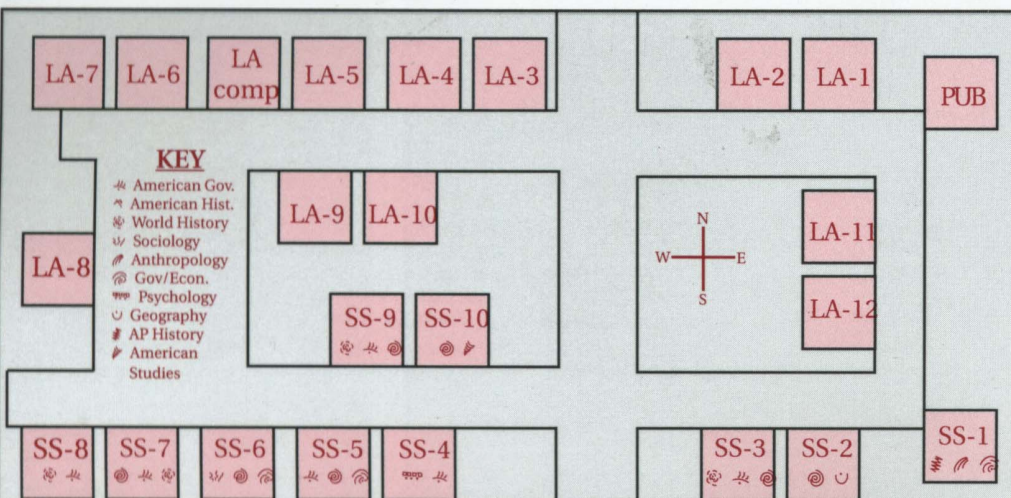 LA-7
LA-6
LA
comp
LA-5
LA-4
LA-3
LA-2
LA-1
PUB
KEY
American Gov.
American Hist.
World History
Sociology
Anthropology
Gov/Econ.
Psychology
Geography
AP History
American
Studies
LA-8
LA-9
LA-10
N
W
E
S
LA-11
LA-12
SS-9
SS-10
SS-8
SS-7
SS-6
SS-5
SS-4
SS-3
SS-2
SS-1